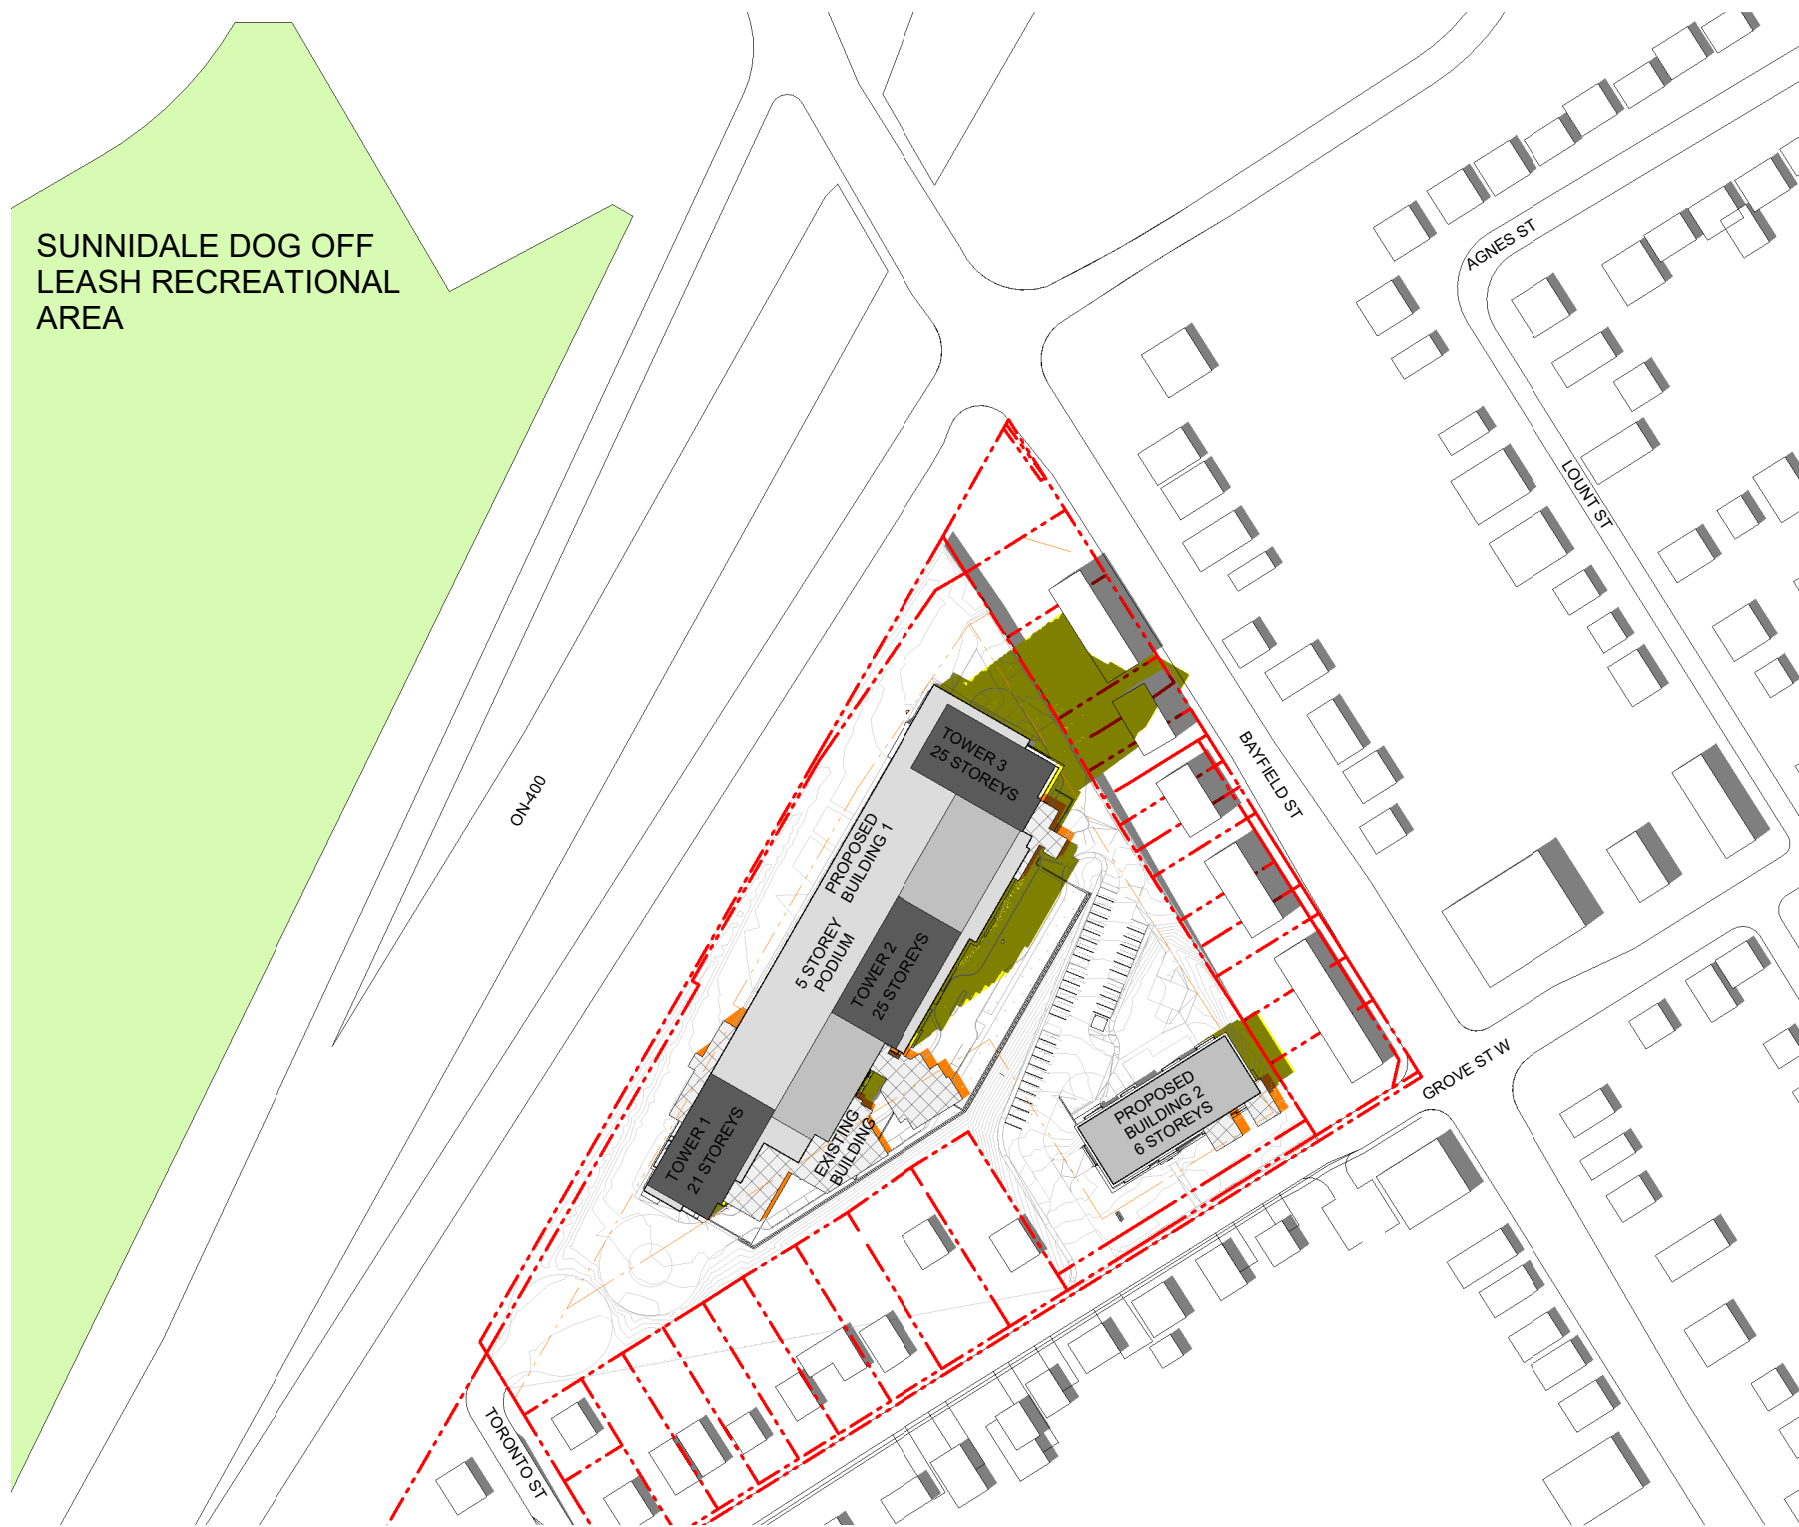 SUNNIDALE DOG OFF
LEASH RECREATIONAL
AREA
AGNES ST
LOUNT ST
BAYFIELD ST
ON-400
TOWER 3
25 STOREYS
PROPOSED
BUILDING 1
5 STOREY
PODIUM
TOWER 2
25 STOREYS
TOWER 1
21 STOREYS
EXISTING
BUILDING
PROPOSED
BUILDING 2
6 STOREYS
GROVE ST W
TORONTO ST